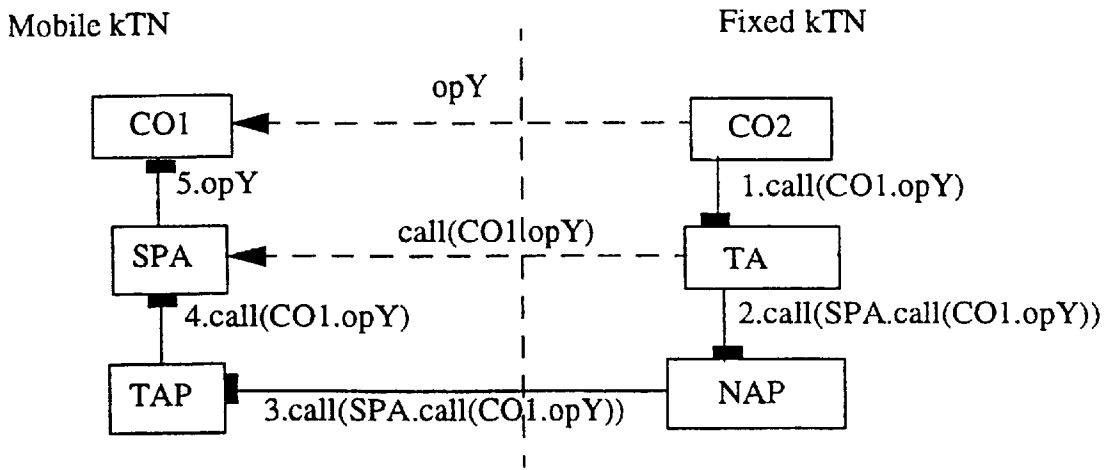 Mobile kTN
Fixed kTN
opY
CO1
CO2
5.opY
1.call(CO1.opY)
call(CO1.opY)
SPA
TA
4.call(CO1.opY)
2.call(SPA.call(CO1.opY))
TAP
NAP
3.call(SPA.call(CO1.opY))